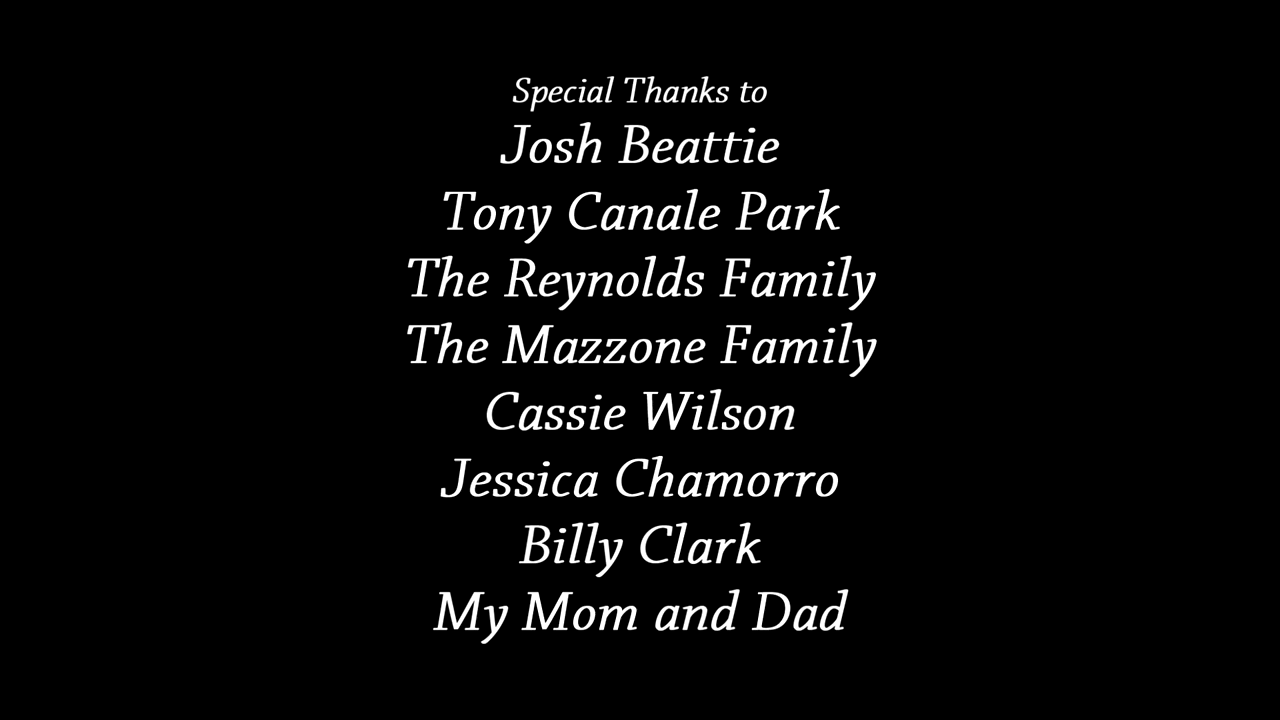 Special Thanks to
Josh Beattie
Tony Canale Park
The Reynolds Family
The Mazzone Family
Cassie Wilson
Jessica Chamorro
Billy Clark
My Mom and Dad